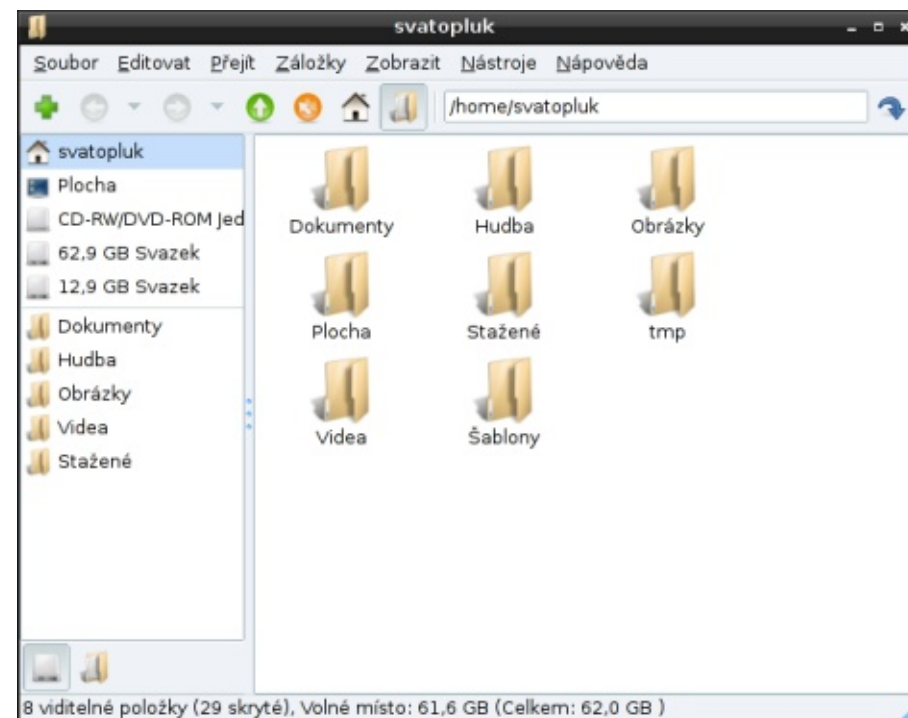 svatopluk
Soubor Editovat Přejít Záložky Zobrazit Nástroje Nápověda
/home/svatopluk
svatopluk
Plocha
CD-RW/DVD-ROM Jed
62,9 GB Svazek
12,9 GB Svazek
Dokumenty
Hudba
Obrázky
Videa
Stažené
Dokumenty Hudba Obrázky
Plocha Stažené tmp
Videa Šablony
8 viditelné položky (29 skryté), Volné místo: 61,6 GB (Celkem: 62,0 GB )